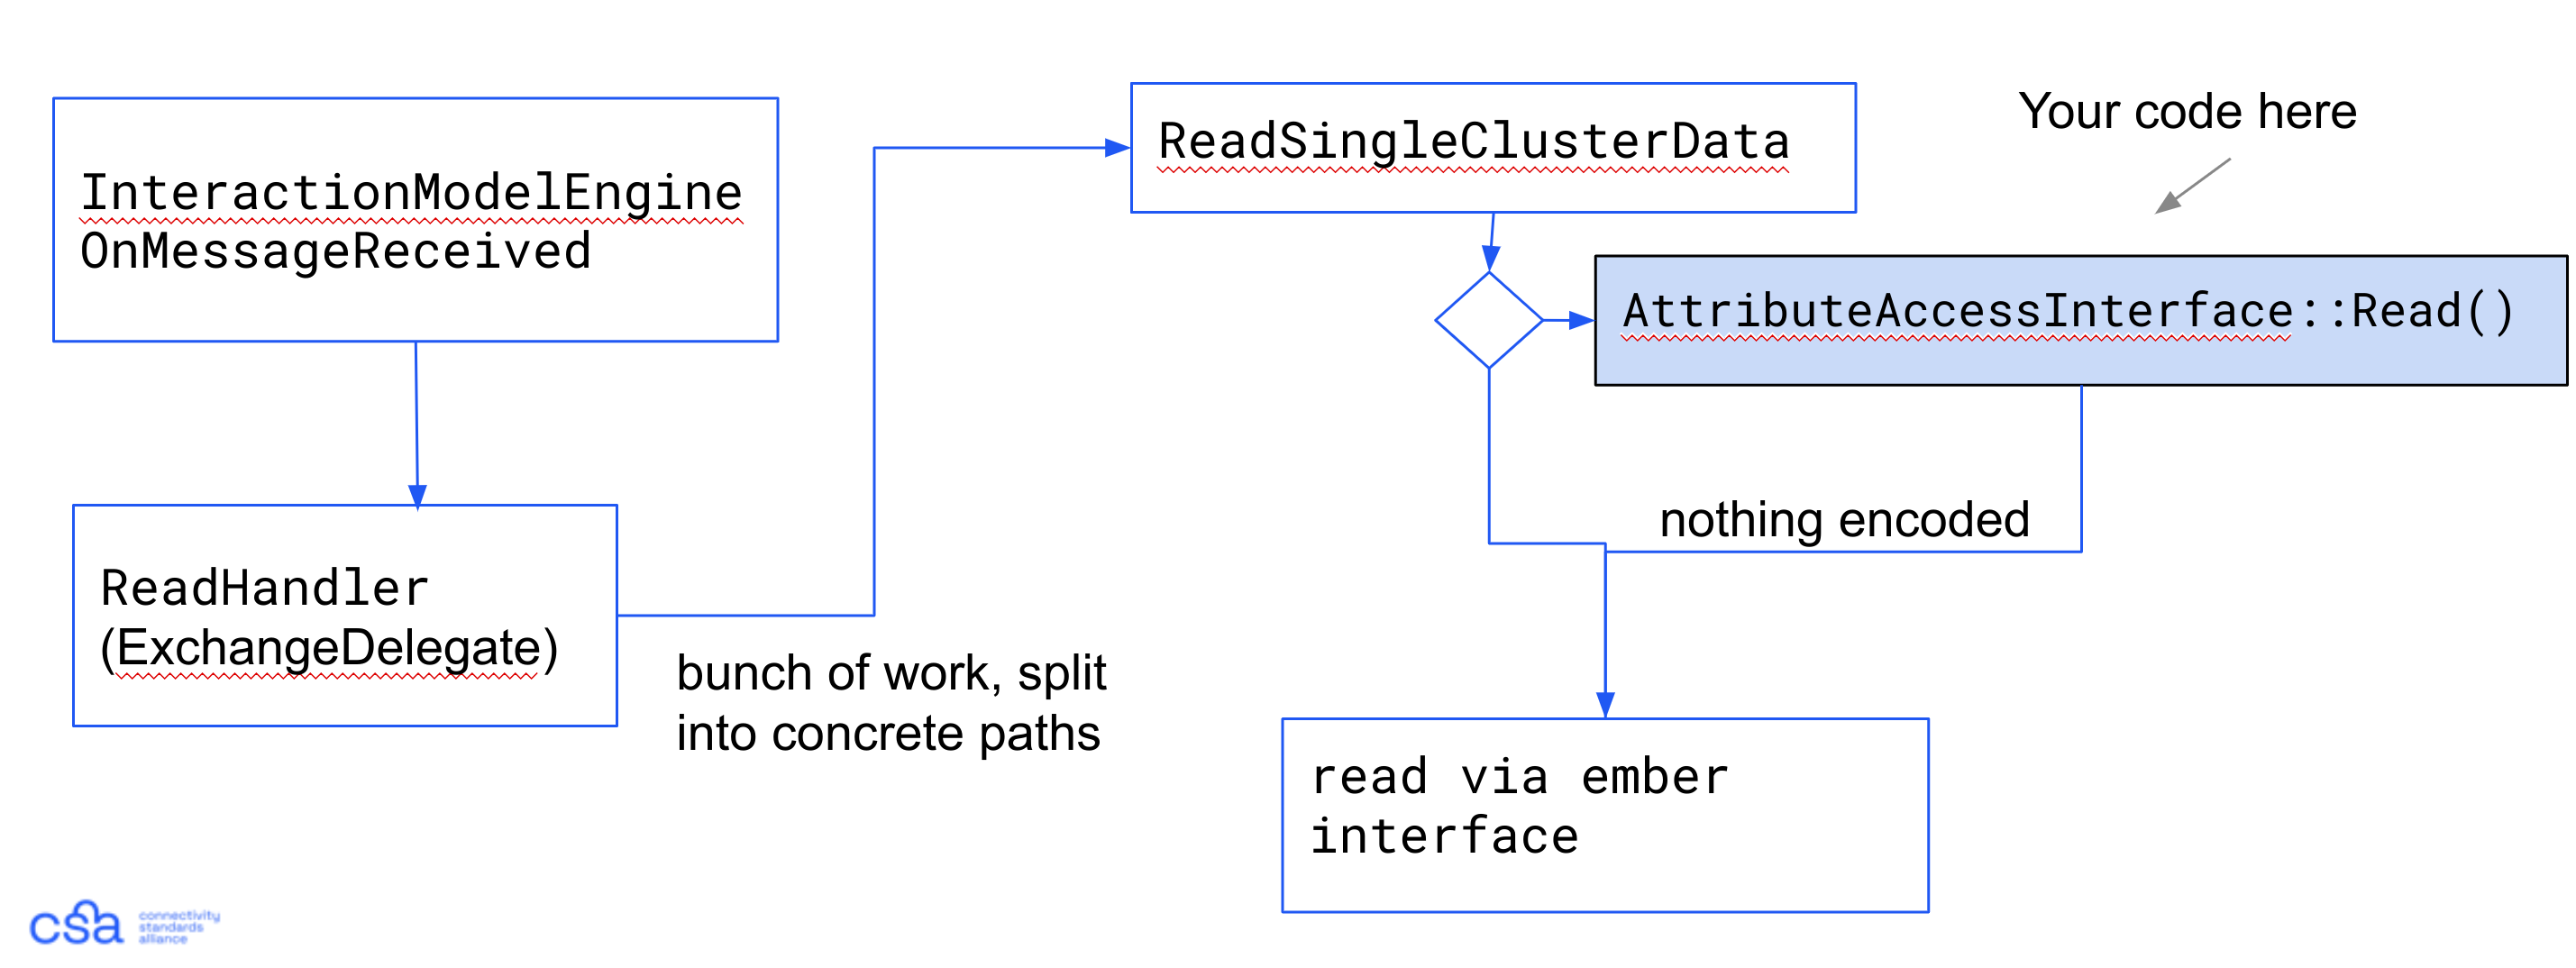 InteractionModelEngine
OnMessageReceived
ReadHandler
(ExchangeDelegate)
bunch of work, split
into concrete paths
ReadSingleClusterData
Your code here
AttributeAccessInterface::Read()
nothing encoded
read via ember
interface
csa
connectivity
standards
alliance